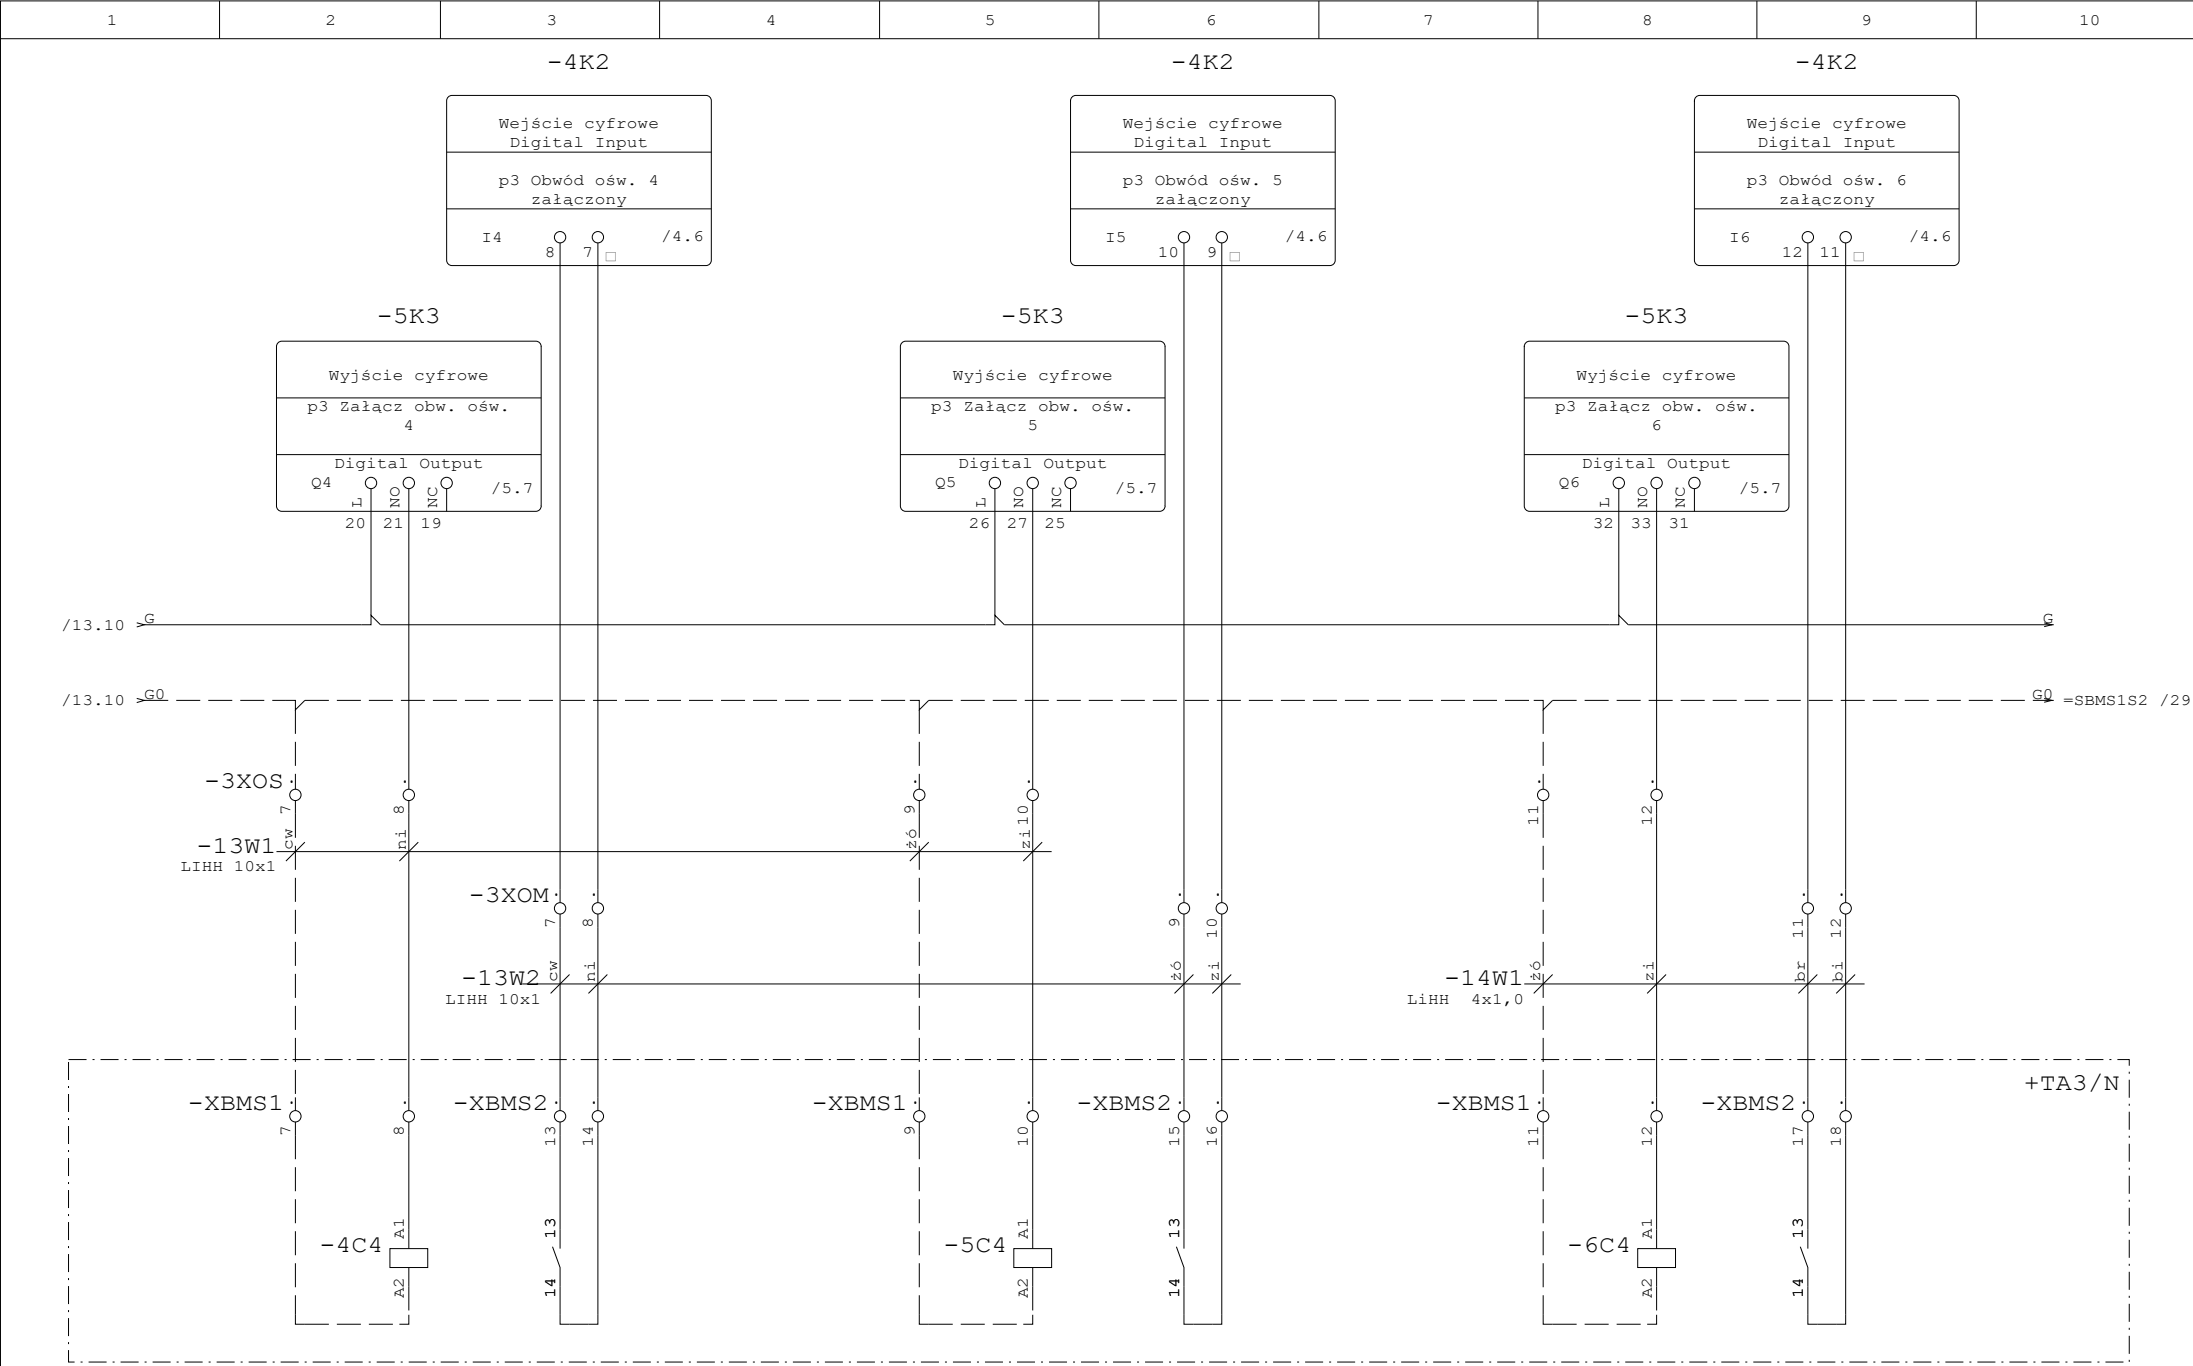 1 2 3 4 5 6 7 8 9 10
-4K2 -4K2 -4K2
Wejście cyfrowe
Digital Input
p3 Obwód ośw. 4
załączony
I4 8 7 /4.6
Wejście cyfrowe
Digital Input
p3 Obwód ośw. 5
załączony
I5 10 9 /4.6
Wejście cyfrowe
Digital Input
p3 Obwód ośw. 6
załączony
I6 12 11 /4.6
-5K3 -5K3 -5K3
Wyjście cyfrowe
p3 Załącz obw. ośw.
4
Digital Output
Q4 L NO NC /5.7
20 21 19
Wyjście cyfrowe
p3 Załącz obw. ośw.
5
Digital Output
Q5 L NO NC /5.7
26 27 25
Wyjście cyfrowe
p3 Załącz obw. ośw.
6
Digital Output
Q6 L NO NC /5.7
32 33 31
/13.10 G G
/13.10 G0 G0 =SBMS1S2 /29
-3XOS 7 8 9 10 11 12
-13W1 cw ni żó zi
LIHH 10x1
-3XOM 7 8 9 10 11 12
-13W2 cw ni żó zi
LIHH 10x1
-14W1 żó zi br bi
LiHH 4x1,0
+TA3/N
-XBMS1 7 8 -XBMS2 13 14 -XBMS1 9 10 -XBMS2 15 16 -XBMS1 11 12 -XBMS2 17 18
-4C4 A1 A2 13 14
-5C4 A1 A2 13 14
-6C4 A1 A2 13 14